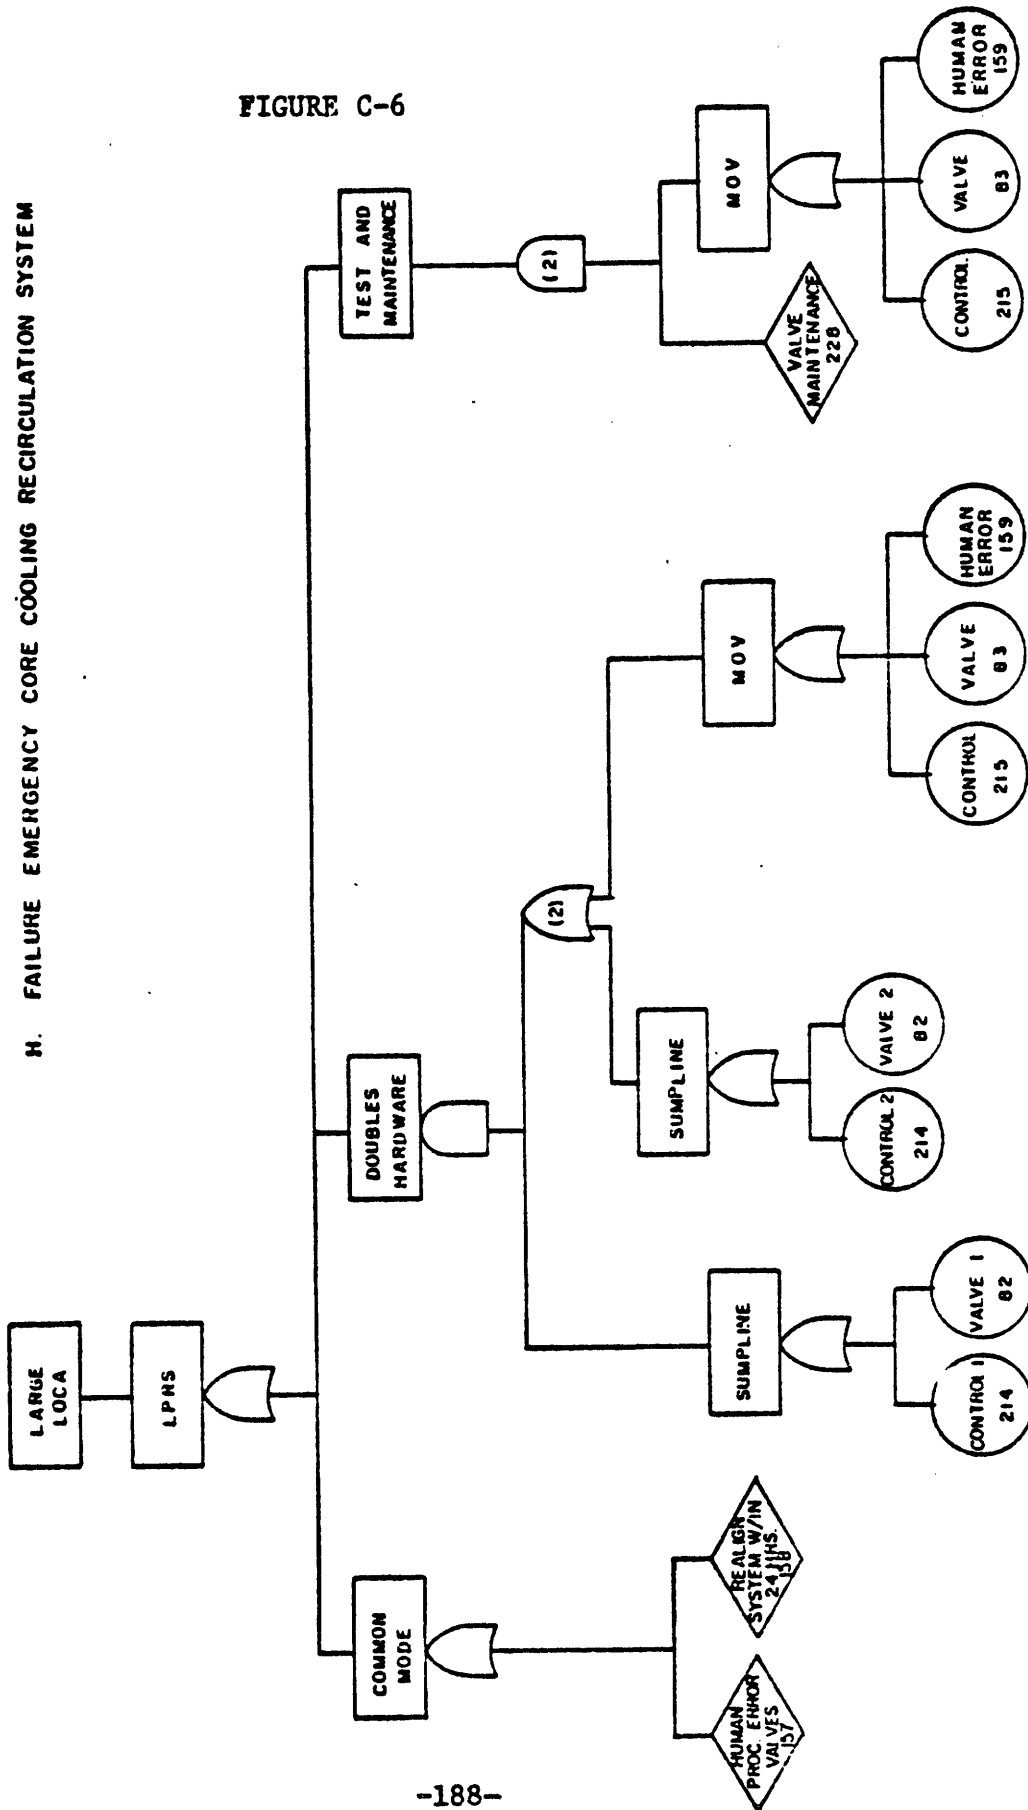 H. FAILURE EMERGENCY CORE COOLING RECIRCULATION SYSTEM
FIGURE C-6
LARGE
LOCA
LPHS
COMMON
MODE
HUMAN
PROC. ERROR
VALVES
157
REALIGN
SYSTEM W/IN
24 HRS.
158
DOUBLES
HARDWARE
SUMPLINE
CONTROL 1
214
VALVE 1
82
(2)
SUMPLINE
CONTROL 2
214
VALVE 2
82
MOV
CONTROL
215
VALVE
83
HUMAN
ERROR
159
TEST AND
MAINTENANCE
(2)
VALVE
MAINTENANCE
228
MOV
CONTROL
215
VALVE
83
HUMAN
ERROR
159
-188-